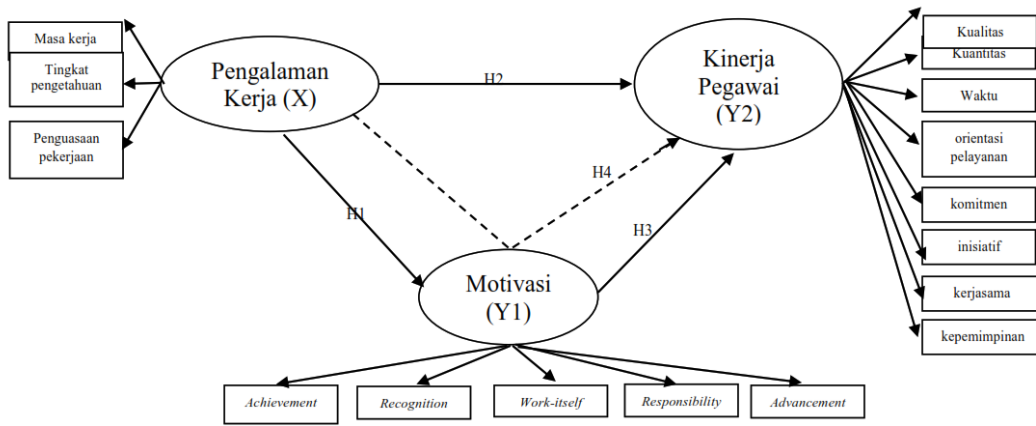 Masa kerja
Tingkat
pengetahuan
Penguasaan
pekerjaan
Pengalaman
Kerja (X)
H2
Kinerja
Pegawai
(Y2)
Kualitas
Kuantitas
Waktu
orientasi
pelayanan
komitmen
inisiatif
kerjasama
kepemimpinan
H4
H1
H3
Motivasi
(Y1)
Achievement
Recognition
Work-itself
Responsibility
Advancement